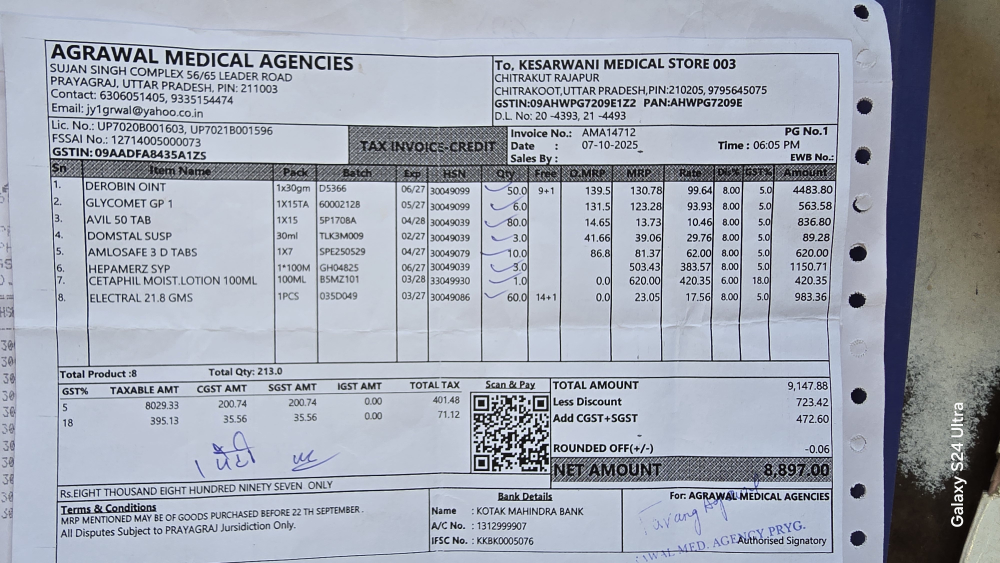 AGRAWAL MEDICAL AGENCIES
SUJAN SINGH COMPLEX 56/65 LEADER ROAD
PRAYAGRAJ, UTTAR PRADESH, PIN: 211003
Contact: 6306051405, 9335154474
Email: jy1grwal@yahoo.co.in
To, KESARWANI MEDICAL STORE 003
CHITRAKUT RAJAPUR
CHITRAKOOT,UTTAR PRADESH,PIN:210205, 9795645075
GSTIN:09AHWPG7209E1Z2 PAN:AHWPG7209E
D.L. No: 20 -4393, 21 -4493
Lic. No.: UP7020B001603, UP7021B001596
FSSAI No.: 12714005000073
GSTIN: 09AADFA8435A1ZS
TAX INVOICE-CREDIT
Invoice No.: AMA14712 PG No.1
Date : 07-10-2025 Time : 06:05 PM
Sales By : EWB No.:
Sn Item Name Pack Batch Exp HSN Qty Free O.MRP MRP Rate Dis% GST% Amount
1. DEROBIN OINT 1x30gm D5366 06/27 30049099 50.0 9+1 139.5 130.78 99.64 8.00 5.0 4483.80
2. GLYCOMET GP 1 1X15TA 60002128 05/27 30049099 6.0 131.5 123.28 93.93 8.00 5.0 563.58
3. AVIL 50 TAB 1X15 5P1708A 04/28 30049039 80.0 14.65 13.73 10.46 8.00 5.0 836.80
4. DOMSTAL SUSP 30ml TLK3M009 02/27 30049039 3.0 41.66 39.06 29.76 8.00 5.0 89.28
5. AMLOSAFE 3 D TABS 1X7 SPE250529 04/27 30049079 10.0 86.8 81.37 62.00 8.00 5.0 620.00
6. HEPAMERZ SYP 1*100M GH04825 06/27 30049039 3.0 503.43 383.57 8.00 5.0 1150.71
7. CETAPHIL MOIST.LOTION 100ML 100ML B5MZ101 03/28 33049930 1.0 0.0 620.00 420.35 6.00 18.0 420.35
8. ELECTRAL 21.8 GMS 1PCS 035D049 03/27 30049086 60.0 14+1 0.0 23.05 17.56 8.00 5.0 983.36
Total Product :8 Total Qty: 213.0
GST% TAXABLE AMT CGST AMT SGST AMT IGST AMT TOTAL TAX
5 8029.33 200.74 200.74 0.00 401.48
18 395.13 35.56 35.56 0.00 71.12
Scan & Pay
TOTAL AMOUNT 9,147.88
Less Discount 723.42
Add CGST+SGST 472.60
ROUNDED OFF(+/-) -0.06
NET AMOUNT 8,897.00
Rs.EIGHT THOUSAND EIGHT HUNDRED NINETY SEVEN ONLY
Terms & Conditions
MRP MENTIONED MAY BE OF GOODS PURCHASED BEFORE 22 TH SEPTEMBER .
All Disputes Subject to PRAYAGRAJ Jursidiction Only.
Bank Details
Name : KOTAK MAHINDRA BANK
A/C No. : 1312999907
IFSC No. : KKBK0005076
For: AGRAWAL MEDICAL AGENCIES
AWAL MED. AGENCY PRYG.
Authorised Signatory
Galaxy S24 Ultra